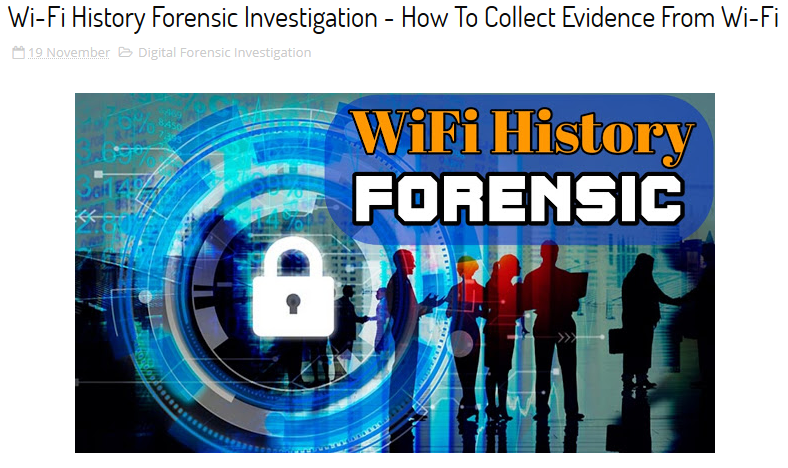 Wi-Fi History Forensic Investigation - How To Collect Evidence From Wi-Fi
19 November Digital Forensic Investigation
WiFi History
FORENSIC